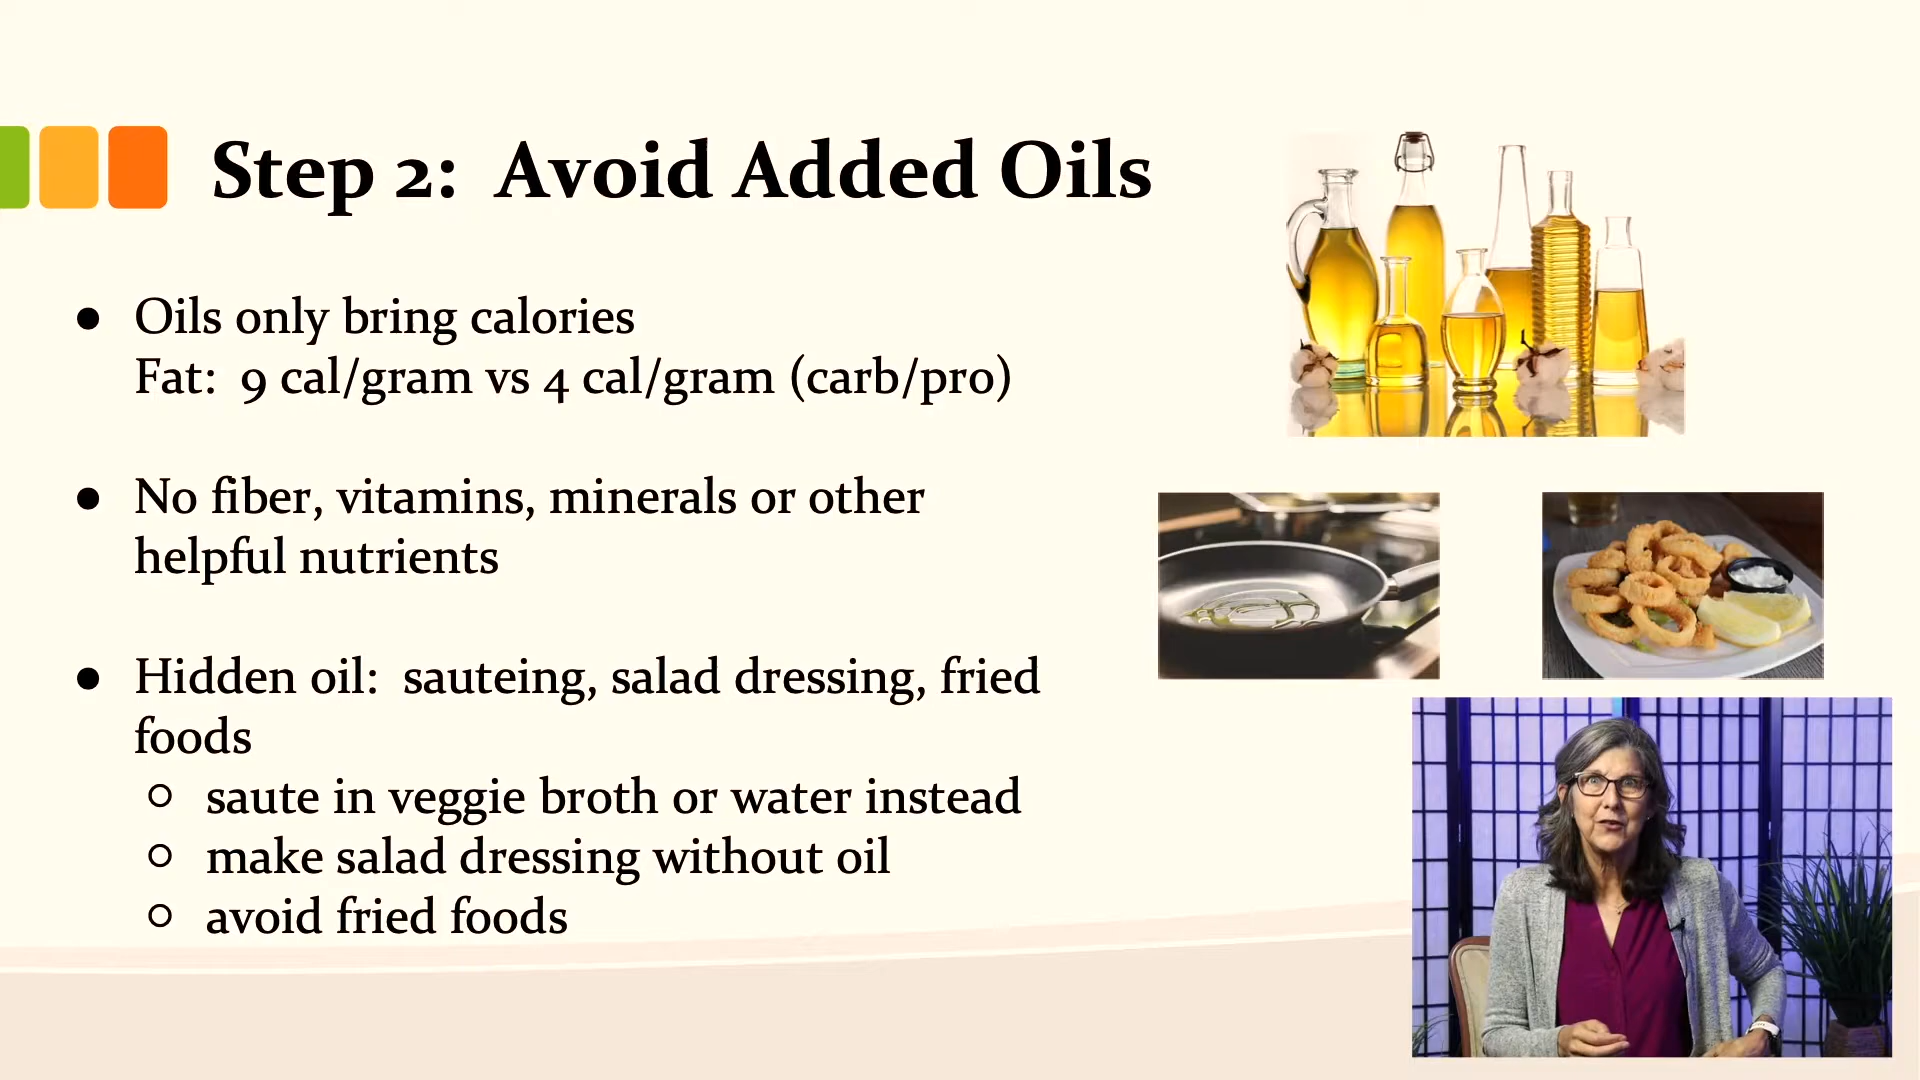 Step 2:  Avoid Added Oils
● Oils only bring calories
Fat:  9 cal/gram vs 4 cal/gram (carb/pro)
● No fiber, vitamins, minerals or other
helpful nutrients
● Hidden oil:  sauteing, salad dressing, fried
foods
○ saute in veggie broth or water instead
○ make salad dressing without oil
○ avoid fried foods